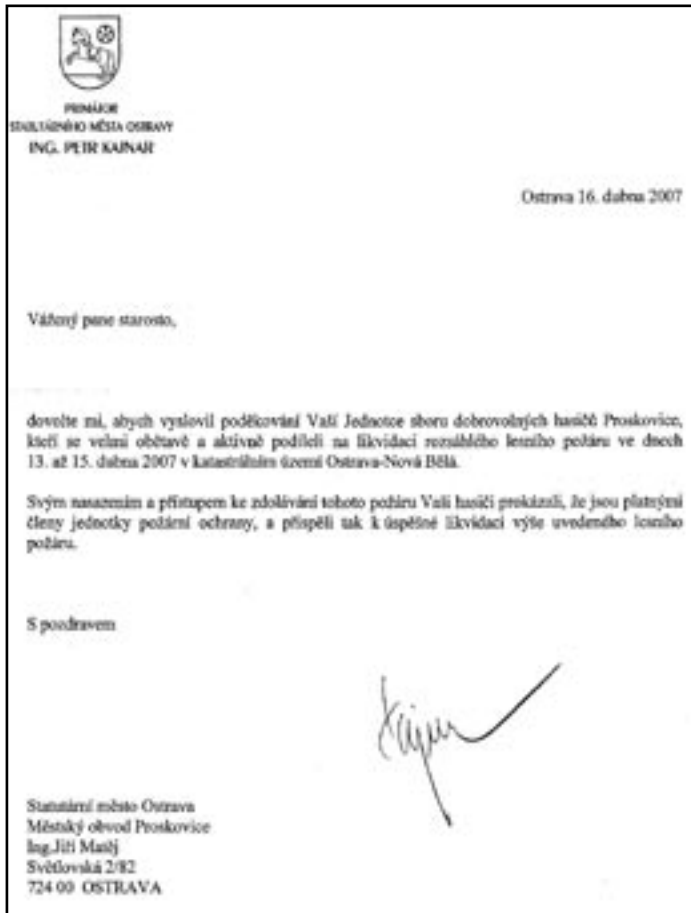 PRIMÁTOR
STATUTÁRNÍHO MĚSTA OSTRAVY
ING. PETR KAJNAR
Ostrava 16. dubna 2007
Vážený pane starosto,
dovolte mi, abych vyslovil poděkování Vaší Jednotce sboru dobrovolných hasičů Proskovice,
kteří se velmi obětavě a aktivně podíleli na likvidaci rozsáhlého lesního požáru ve dnech
13. až 15. dubna 2007 v katastrálním území Ostrava-Nová Bělá.
Svým nasazením a přístupem ke zdolávání tohoto požáru Vaši hasiči prokázali, že jsou platnými
členy jednotky požární ochrany, a přispěli tak k úspěšné likvidaci výše uvedeného lesního
požáru.
S pozdravem
Kajnar
Statutární město Ostrava
Městský obvod Proskovice
Ing.Jiří Matěj
Světlovská 2/82
724 00 OSTRAVA